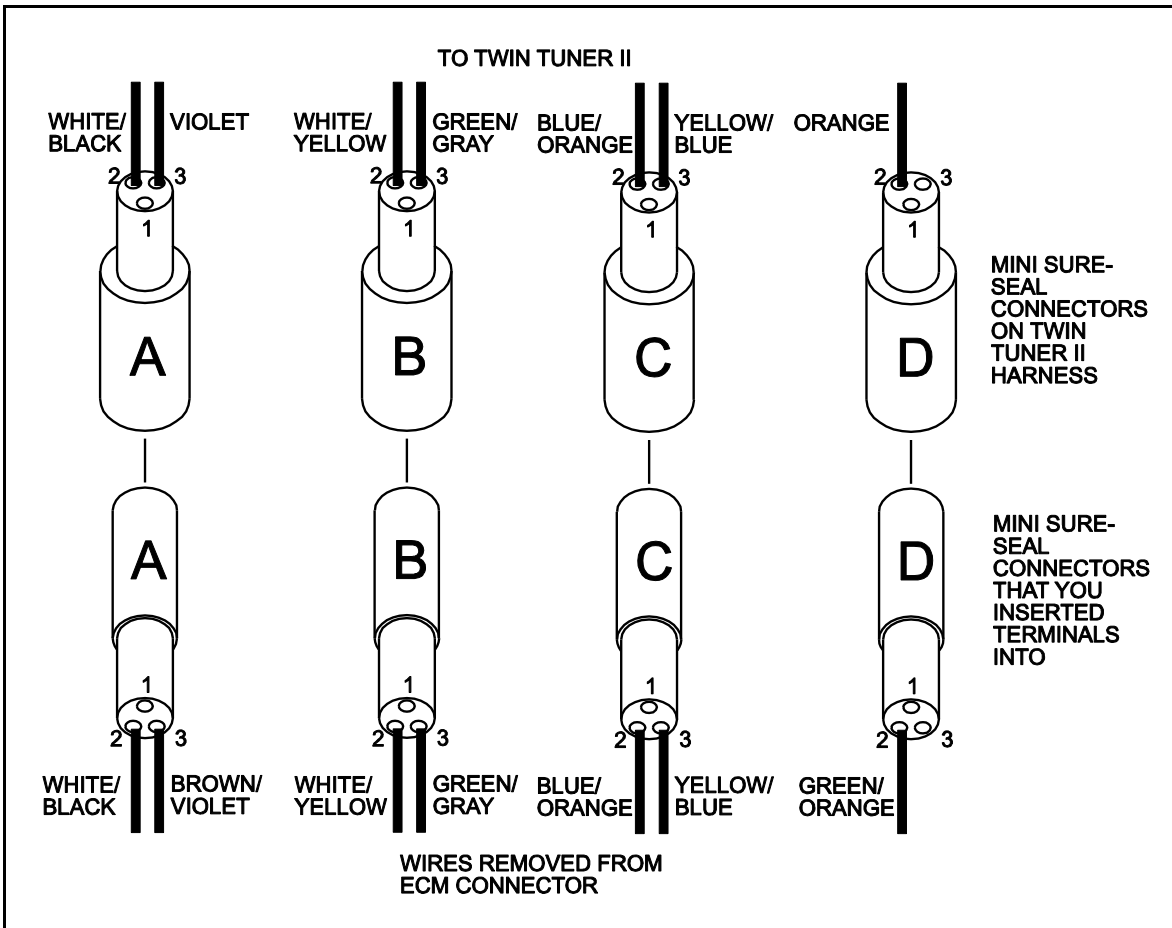 TO TWIN TUNER II
WHITE/
BLACK
VIOLET
WHITE/
YELLOW
GREEN/
GRAY
BLUE/
ORANGE
YELLOW/
BLUE
ORANGE
2 3
1
2 3
1
2 3
1
2 3
1
A
B
C
D
MINI SURE-
SEAL
CONNECTORS
ON TWIN
TUNER II
HARNESS
A
B
C
D
MINI SURE-
SEAL
CONNECTORS
THAT YOU
INSERTED
TERMINALS
INTO
1
2 3
1
2 3
1
2 3
1
2 3
WHITE/
BLACK
BROWN/
VIOLET
WHITE/
YELLOW
GREEN/
GRAY
BLUE/
ORANGE
YELLOW/
BLUE
GREEN/
ORANGE
WIRES REMOVED FROM
ECM CONNECTOR